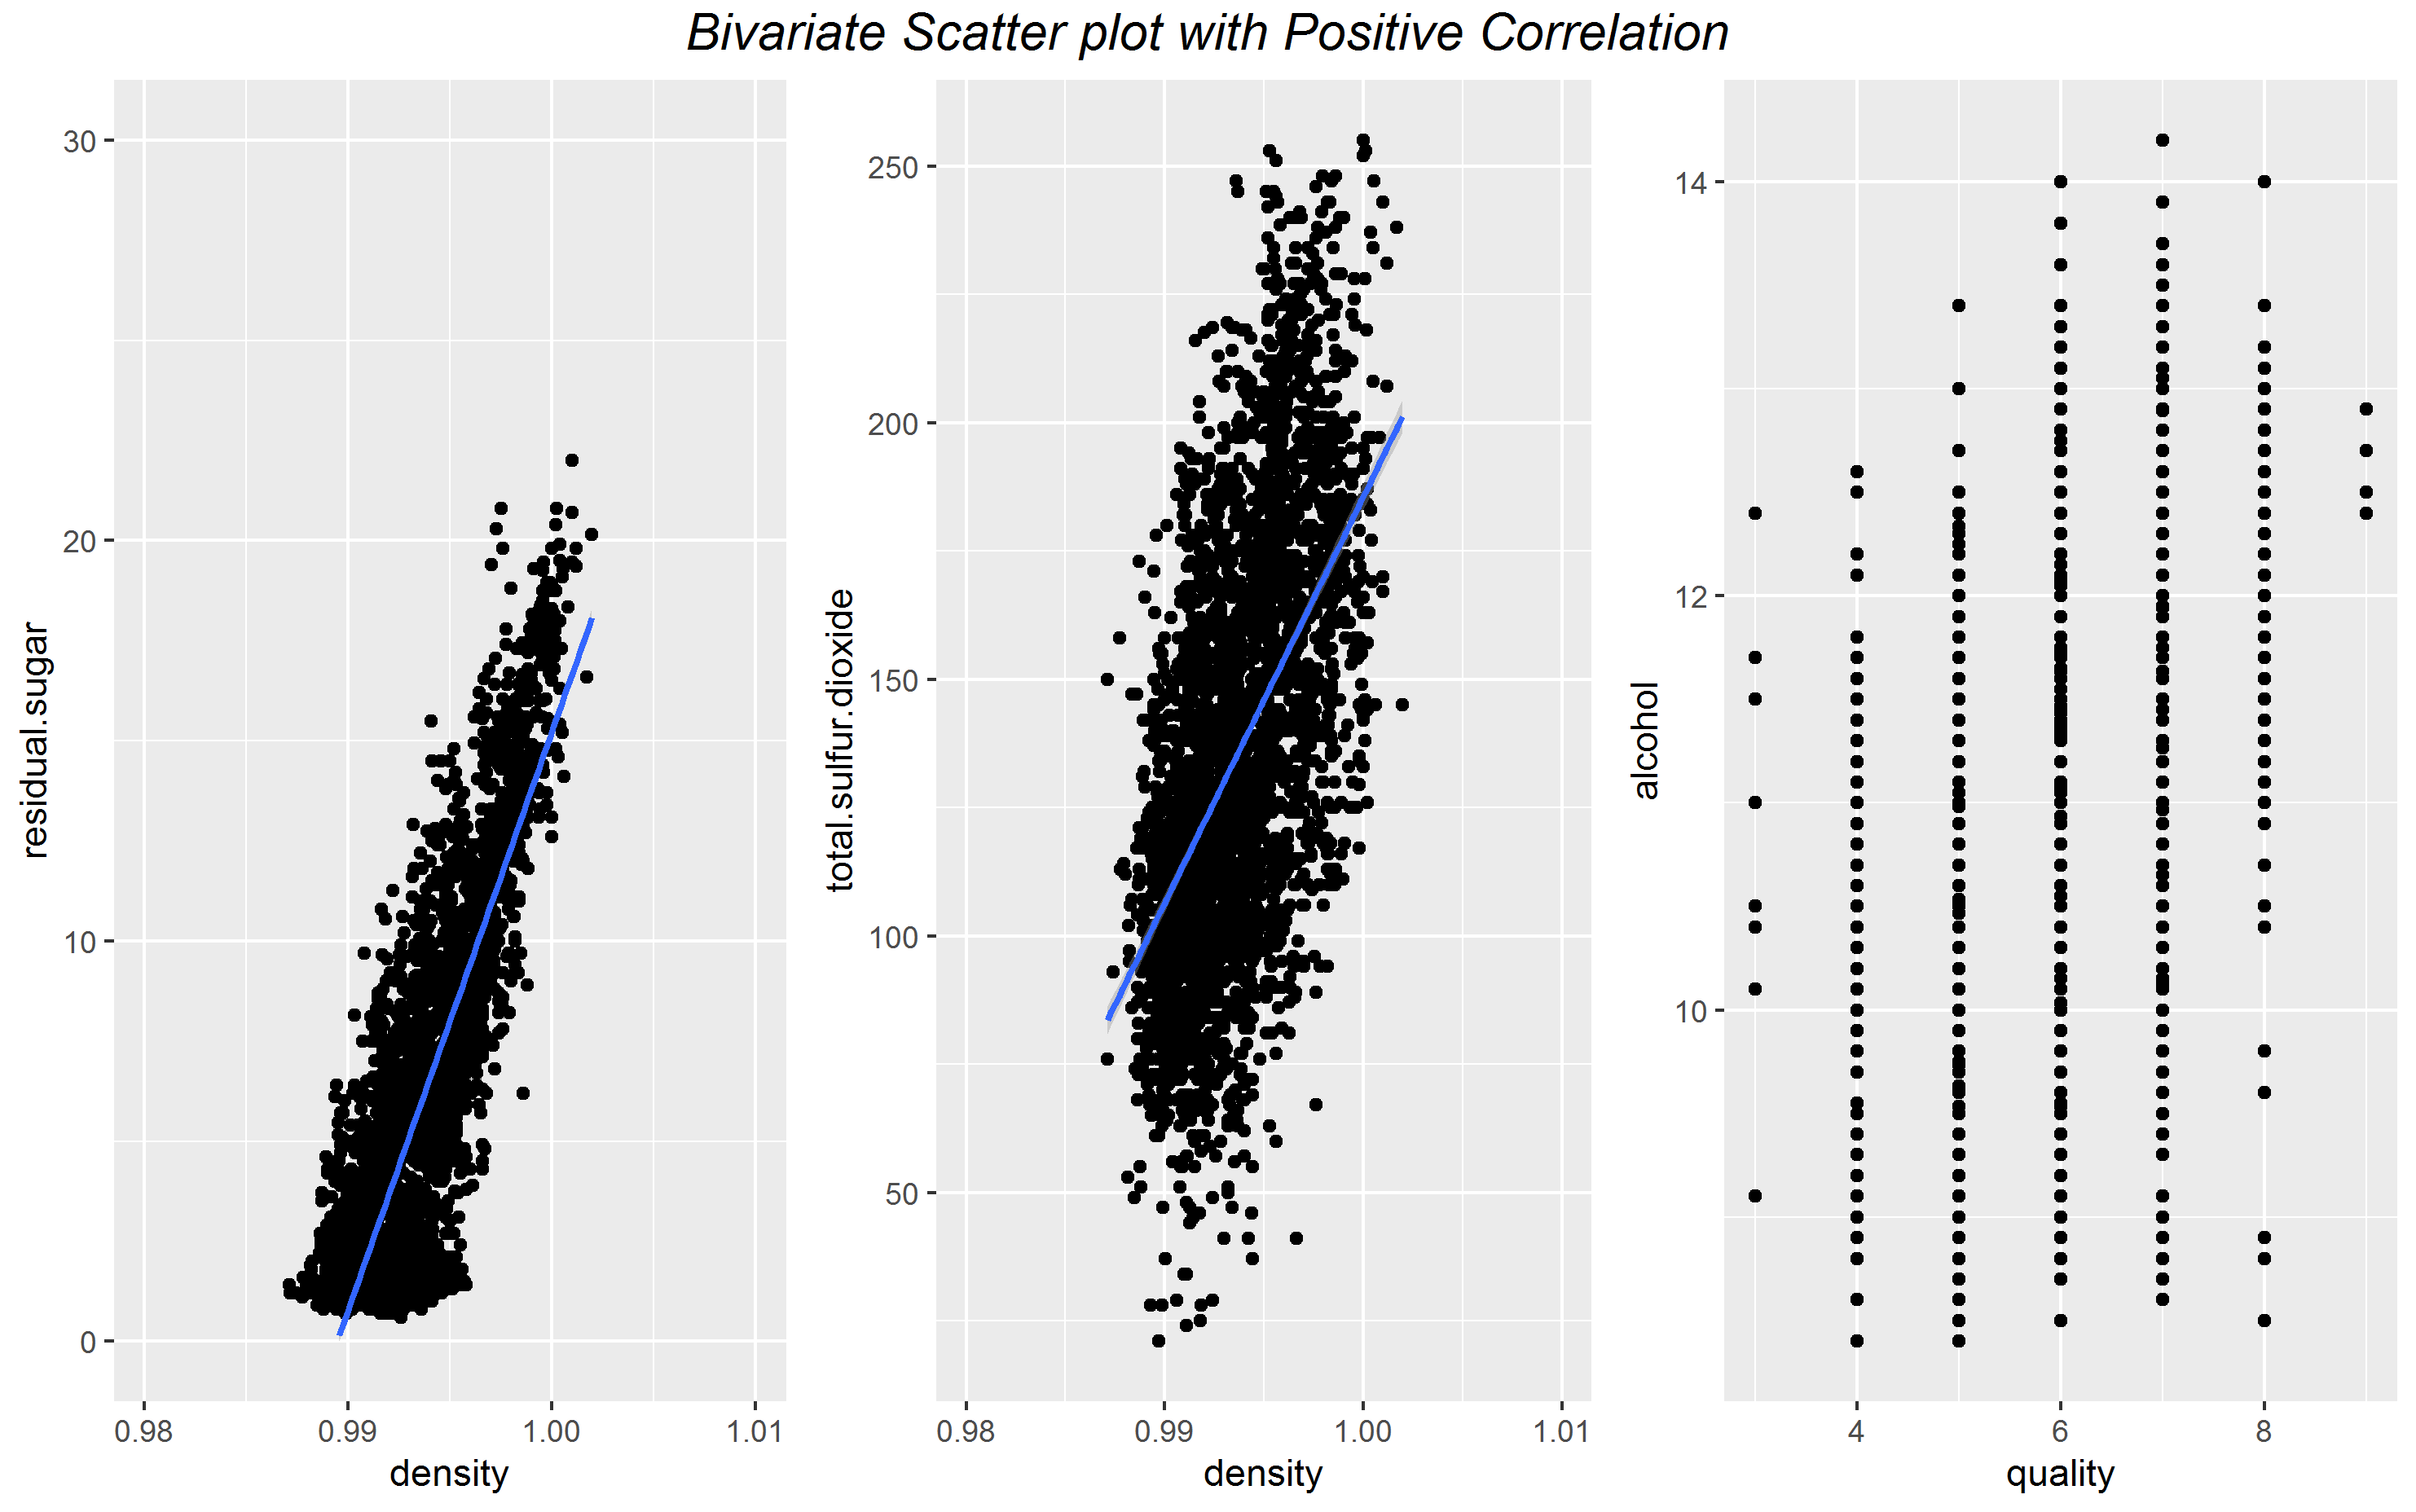 Bivariate Scatter plot with Positive Correlation
residual.sugar
30
20
10
0
0.98 0.99 1.00 1.01
density
total.sulfur.dioxide
250
200
150
100
50
0.98 0.99 1.00 1.01
density
alcohol
14
12
10
4 6 8
quality